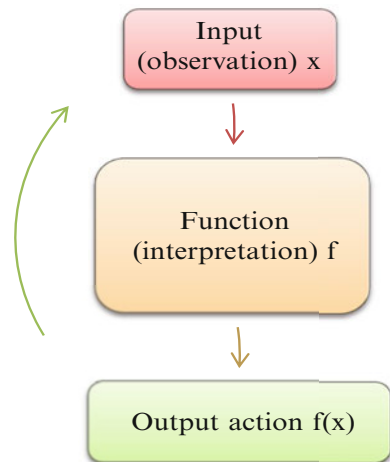 Input
(observation) x
Function
(interpretation) f
Output action f(x)